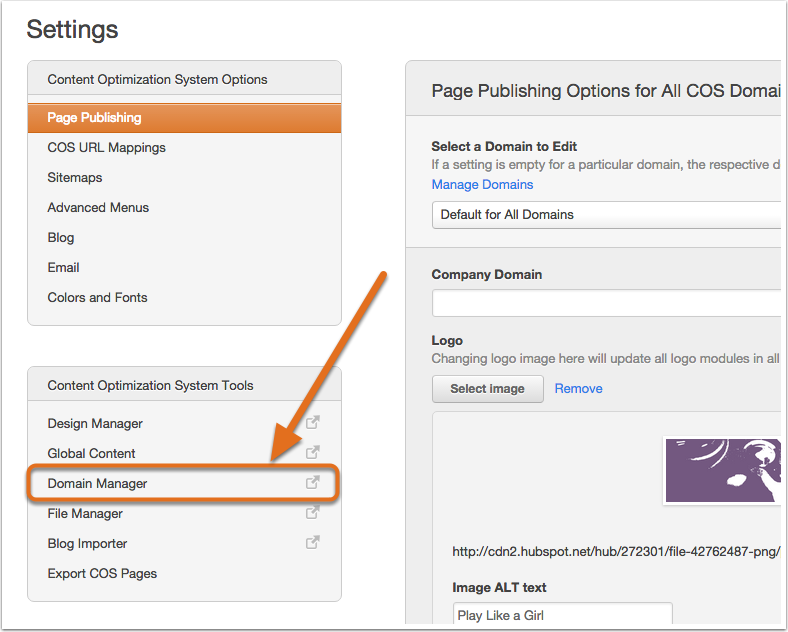 Settings
Content Optimization System Options
Page Publishing
COS URL Mappings
Sitemaps
Advanced Menus
Blog
Email
Colors and Fonts
Content Optimization System Tools
Design Manager
Global Content
Domain Manager
File Manager
Blog Importer
Export COS Pages
Page Publishing Options for All COS Domai
Select a Domain to Edit
If a setting is empty for a particular domain, the respective d
Manage Domains
Default for All Domains
Company Domain
Logo
Changing logo image here will update all logo modules in all
Select image
Remove
http://cdn2.hubspot.net/hub/272301/file-42762487-png/
Image ALT text
Play Like a Girl